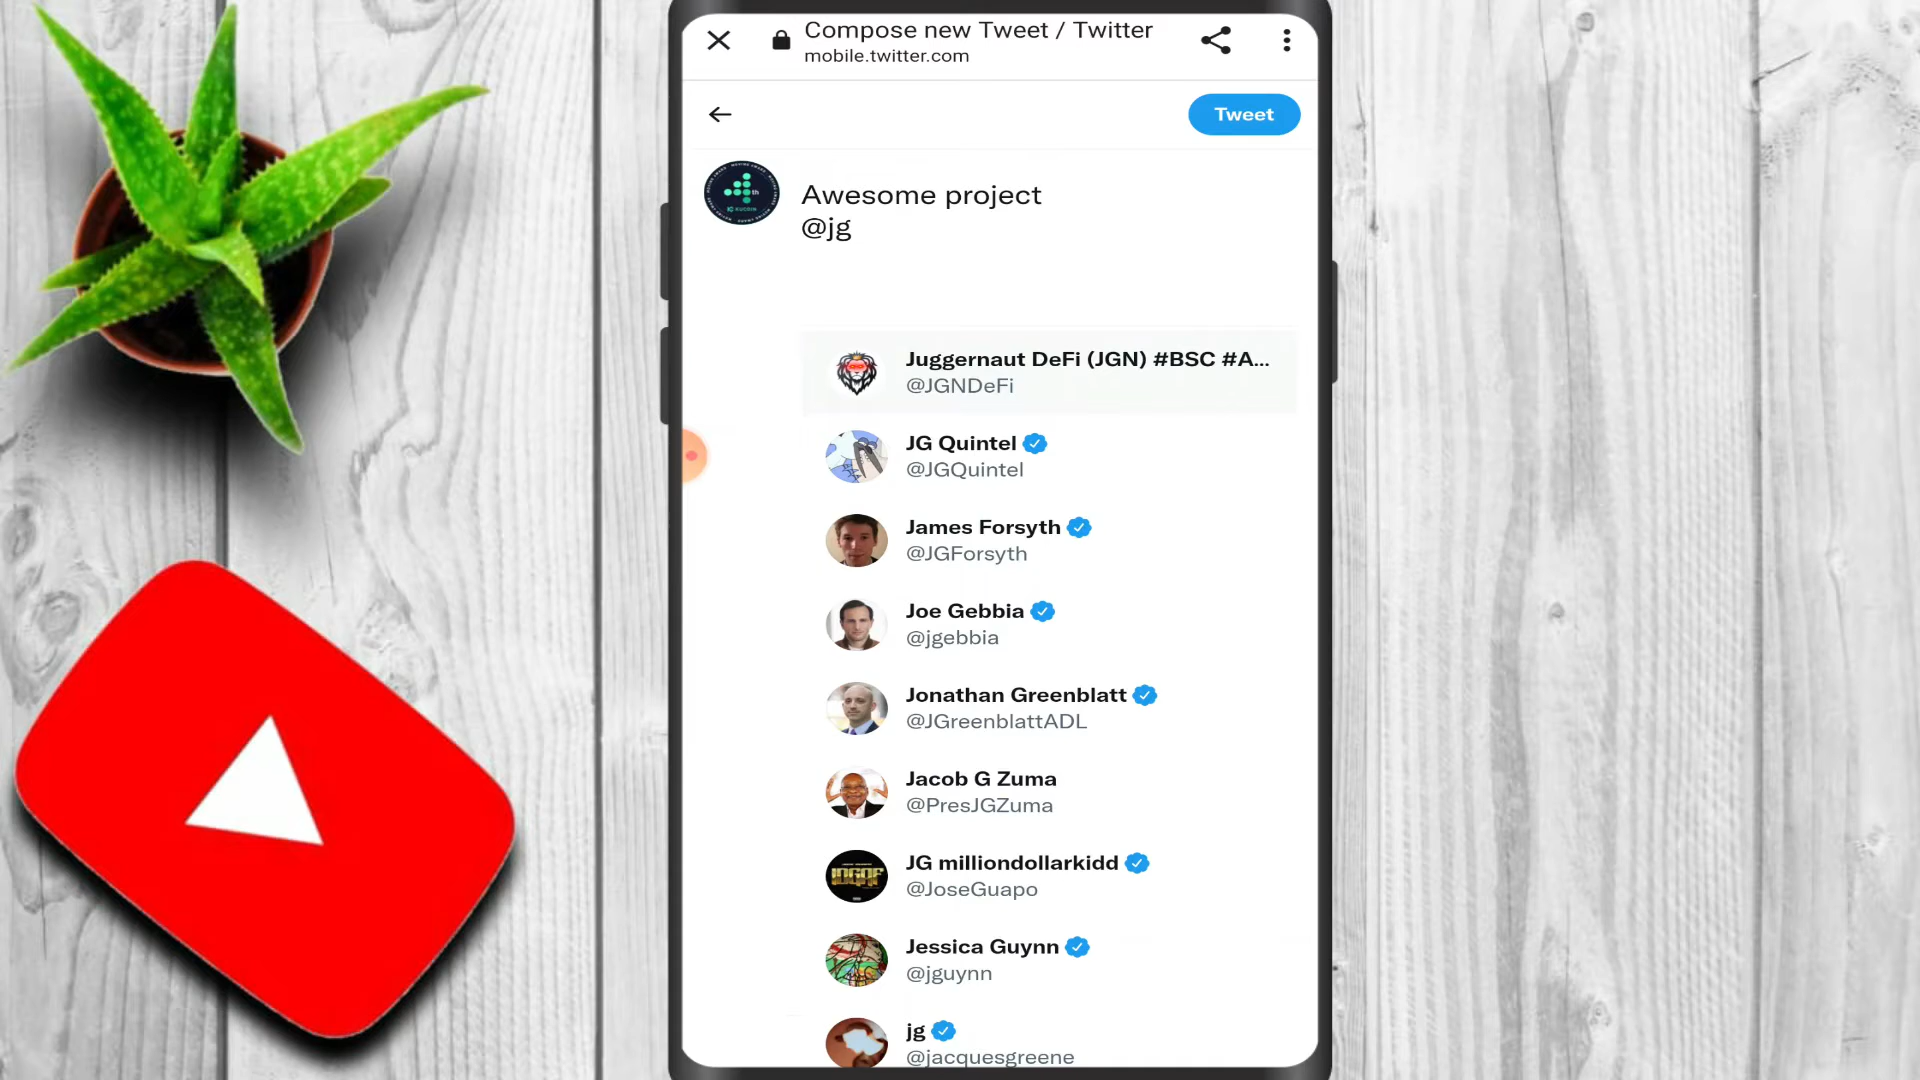 Compose new Tweet / Twitter
mobile.twitter.com
Tweet
Awesome project
@jg
Juggernaut DeFi (JGN) #BSC #A...
@JGNDeFi
JG Quintel
@JGQuintel
James Forsyth
@JGForsyth
Joe Gebbia
@jgebbia
Jonathan Greenblatt
@JGreenblattADL
Jacob G Zuma
@PresJGZuma
JG milliondollarkidd
@JoseGuapo
Jessica Guynn
@jguynn
jg
@jacquesgreene